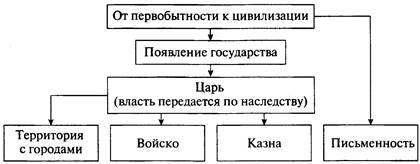 От первобытности к цивилизации
Появление государства
Царь
(власть передается по наследству)
Территория
с городами
Войско
Казна
Письменность